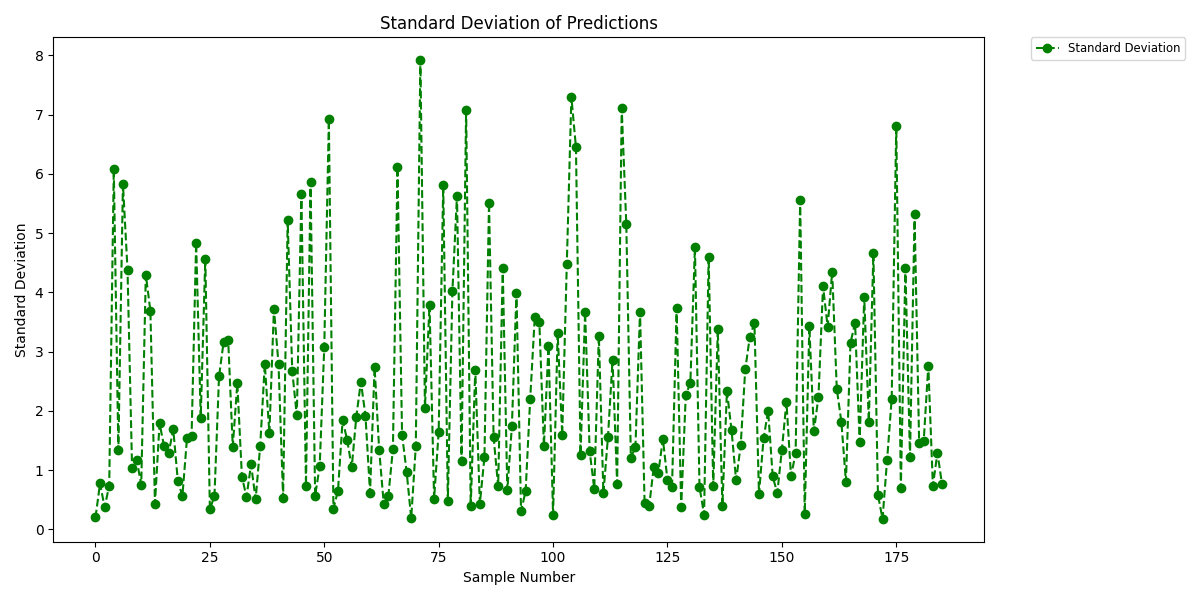 Standard Deviation of Predictions
Standard Deviation
8
7
6
5
4
3
2
1
0
Standard Deviation
0 25 50 75 100 125 150 175
Sample Number